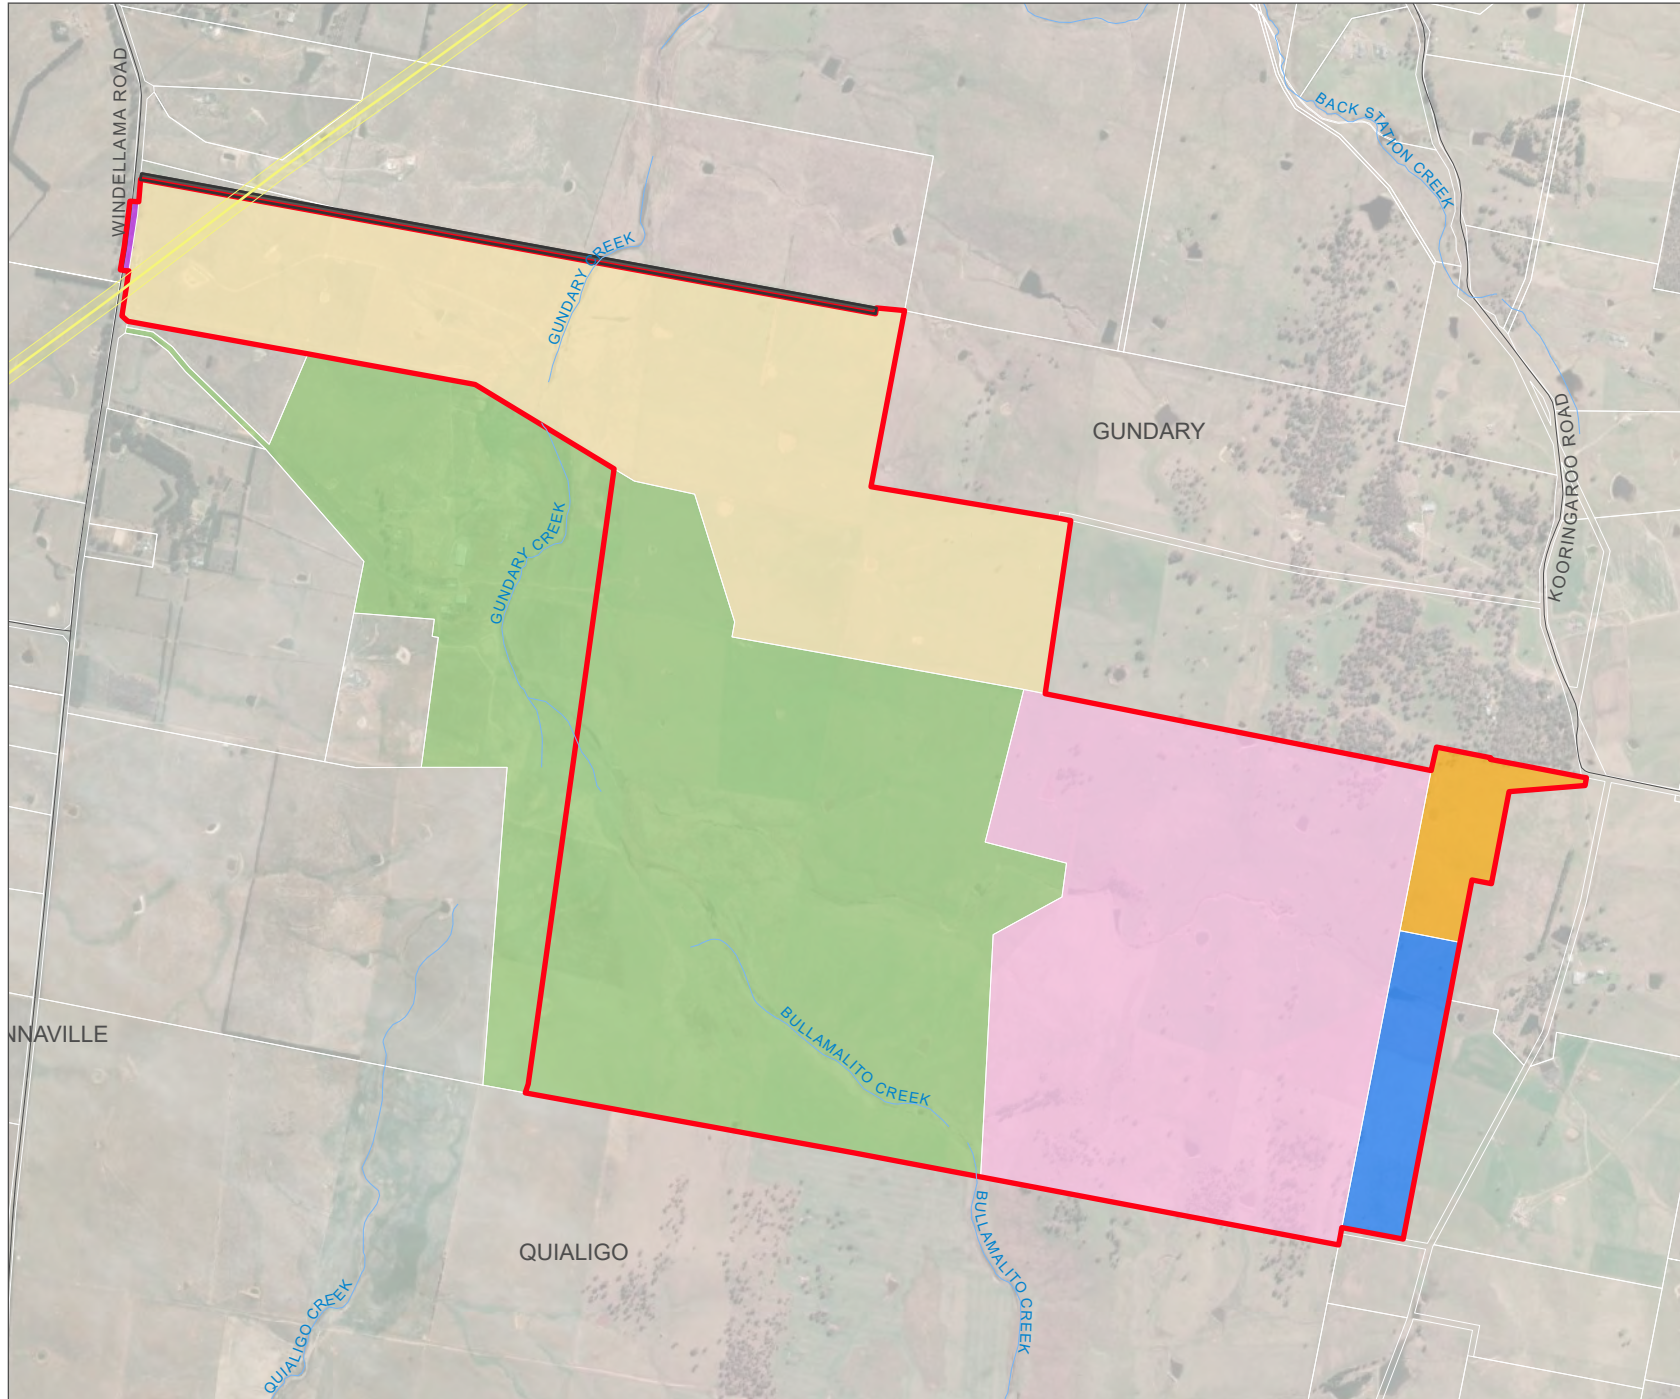 WINDELLAMA ROAD
BACK STATION CREEK
GUNDARY CREEK
GUNDARY
KOORINGAROO ROAD
GUNDARY CREEK
BULLAMALITO CREEK
NNAVILLE
BULLAMALITO CREEK
QUIALIGO
QUIALIGO CREEK